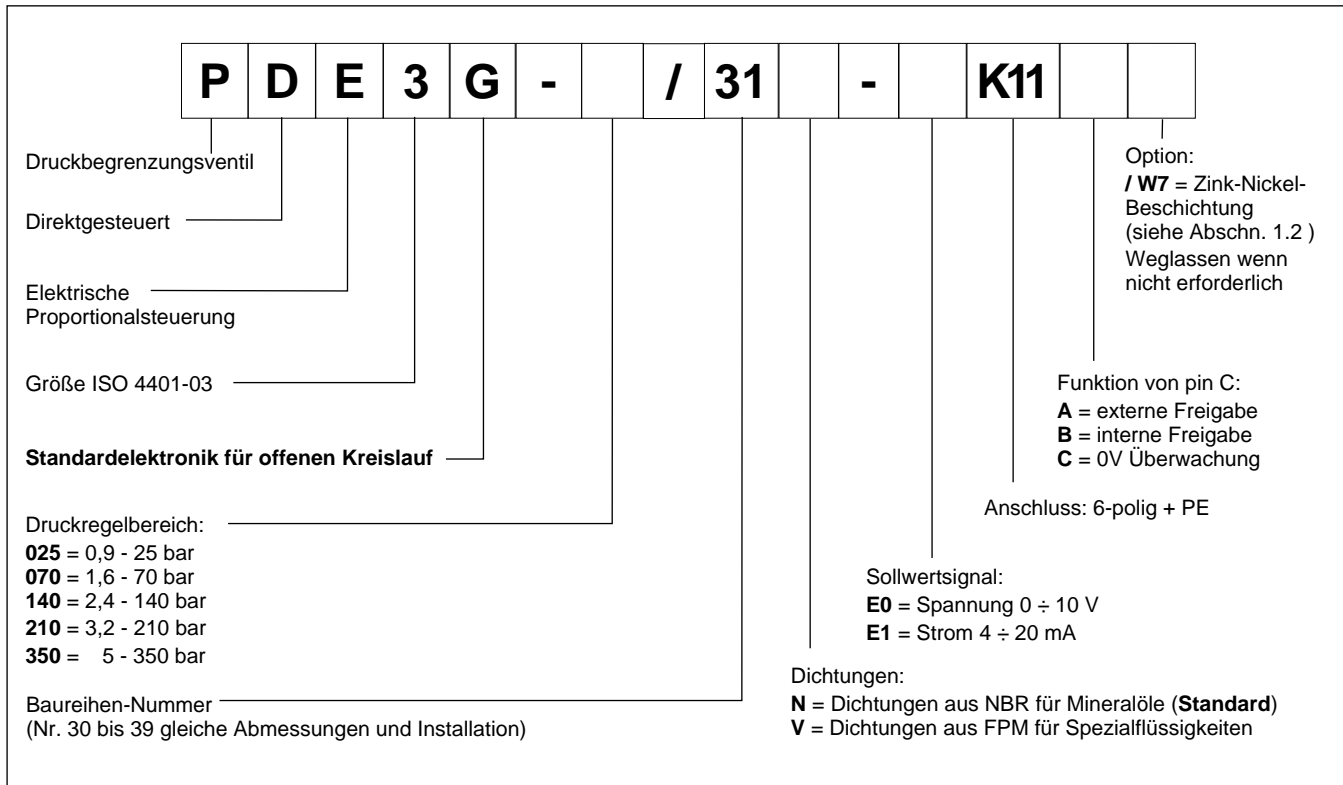 P D E 3 G - / 31 - K11
Druckbegrenzungsventil
Direktgesteuert
Elektrische
Proportionalsteuerung
Größe ISO 4401-03
Standardelektronik für offenen Kreislauf
Druckregelbereich:
025 = 0,9 - 25 bar
070 = 1,6 - 70 bar
140 = 2,4 - 140 bar
210 = 3,2 - 210 bar
350 = 5 - 350 bar
Baureihen-Nummer
(Nr. 30 bis 39 gleiche Abmessungen und Installation)
Option:
/ W7 = Zink-Nickel-
Beschichtung
(siehe Abschn. 1.2 )
Weglassen wenn
nicht erforderlich
Funktion von pin C:
A = externe Freigabe
B = interne Freigabe
C = 0V Überwachung
Anschluss: 6-polig + PE
Sollwertsignal:
E0 = Spannung 0 ÷ 10 V
E1 = Strom 4 ÷ 20 mA
Dichtungen:
N = Dichtungen aus NBR für Mineralöle (Standard)
V = Dichtungen aus FPM für Spezialflüssigkeiten